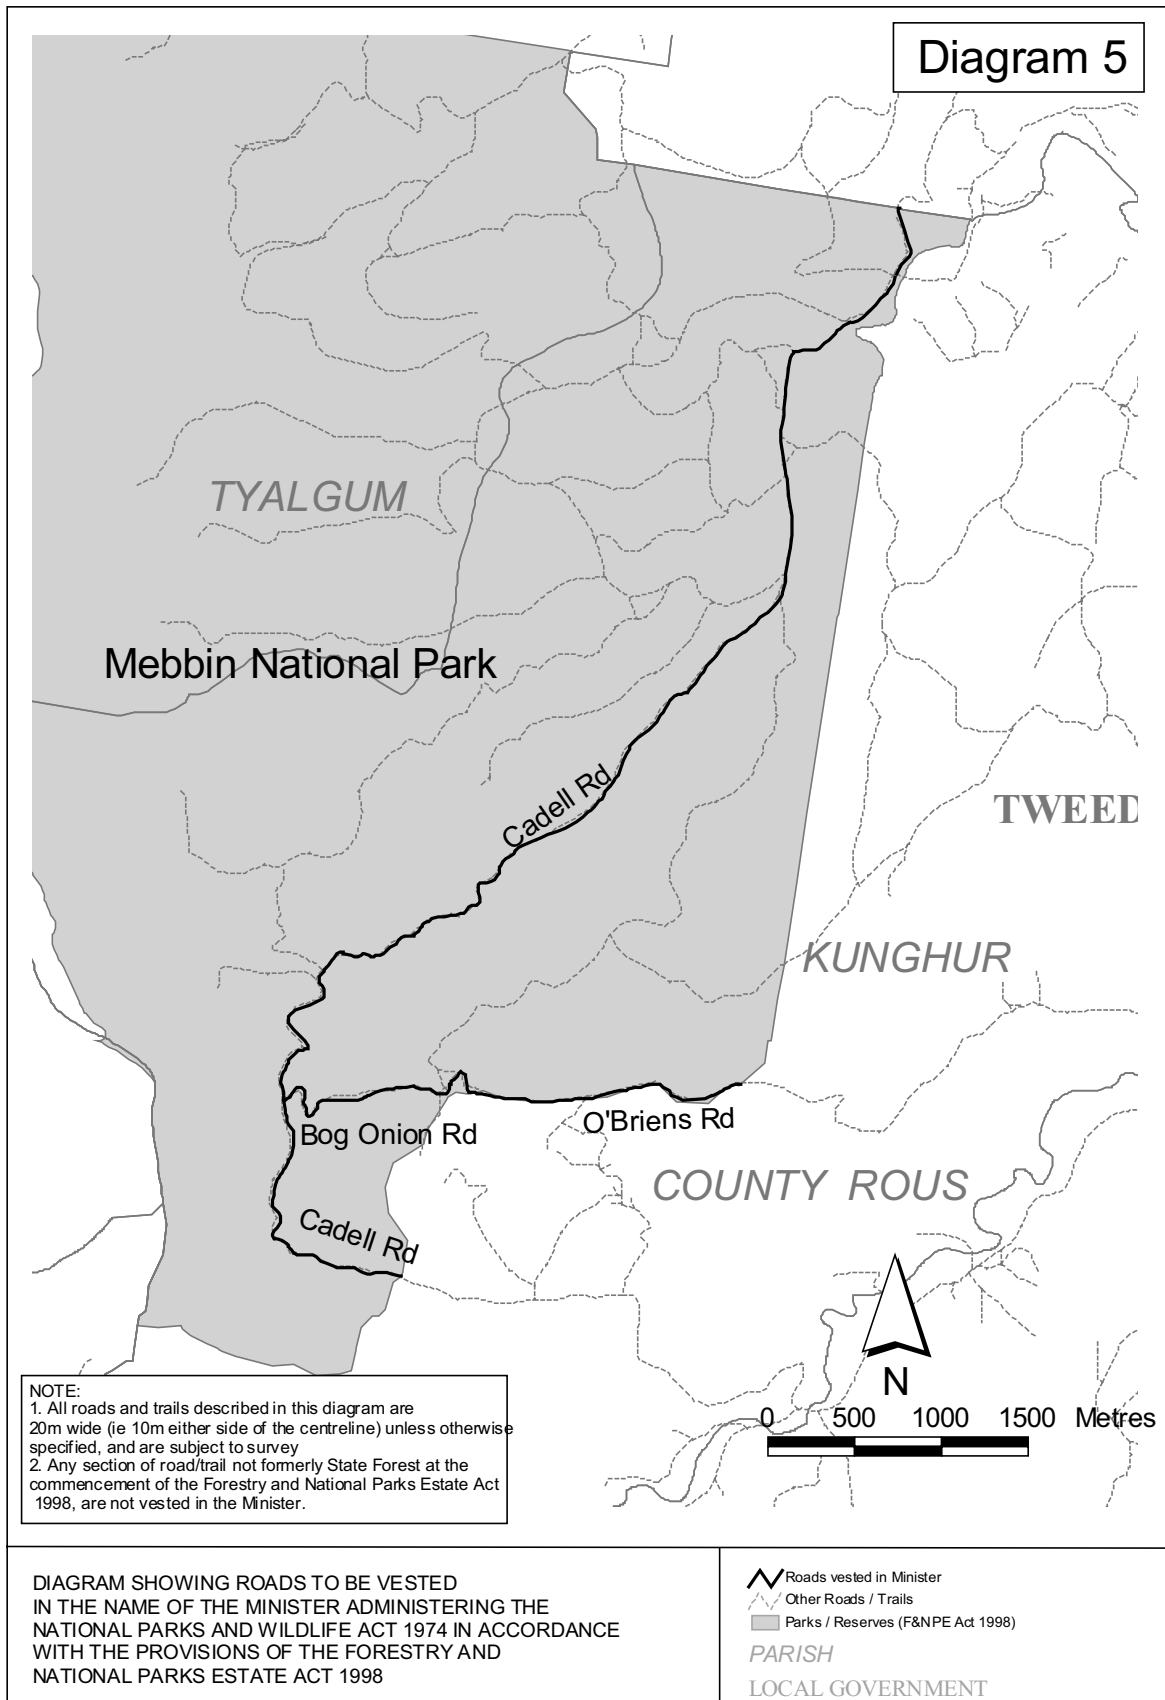 Diagram 5
TYALGUM
Mebbin National Park
Cadell Rd
TWEED
KUNGHUR
O'Briens Rd
Bog Onion Rd
COUNTY ROUS
Cadell Rd
N
0 500 1000 1500 Metres
NOTE:
1. All roads and trails described in this diagram are
20m wide (ie 10m either side of the centreline) unless otherwise
specified, and are subject to survey
2. Any section of road/trail not formerly State Forest at the
commencement of the Forestry and National Parks Estate Act
1998, are not vested in the Minister.
DIAGRAM SHOWING ROADS TO BE VESTED
IN THE NAME OF THE MINISTER ADMINISTERING THE
NATIONAL PARKS AND WILDLIFE ACT 1974 IN ACCORDANCE
WITH THE PROVISIONS OF THE FORESTRY AND
NATIONAL PARKS ESTATE ACT 1998
Roads vested in Minister
Other Roads / Trails
Parks / Reserves (F&NPE Act 1998)
PARISH
LOCAL GOVERNMENT